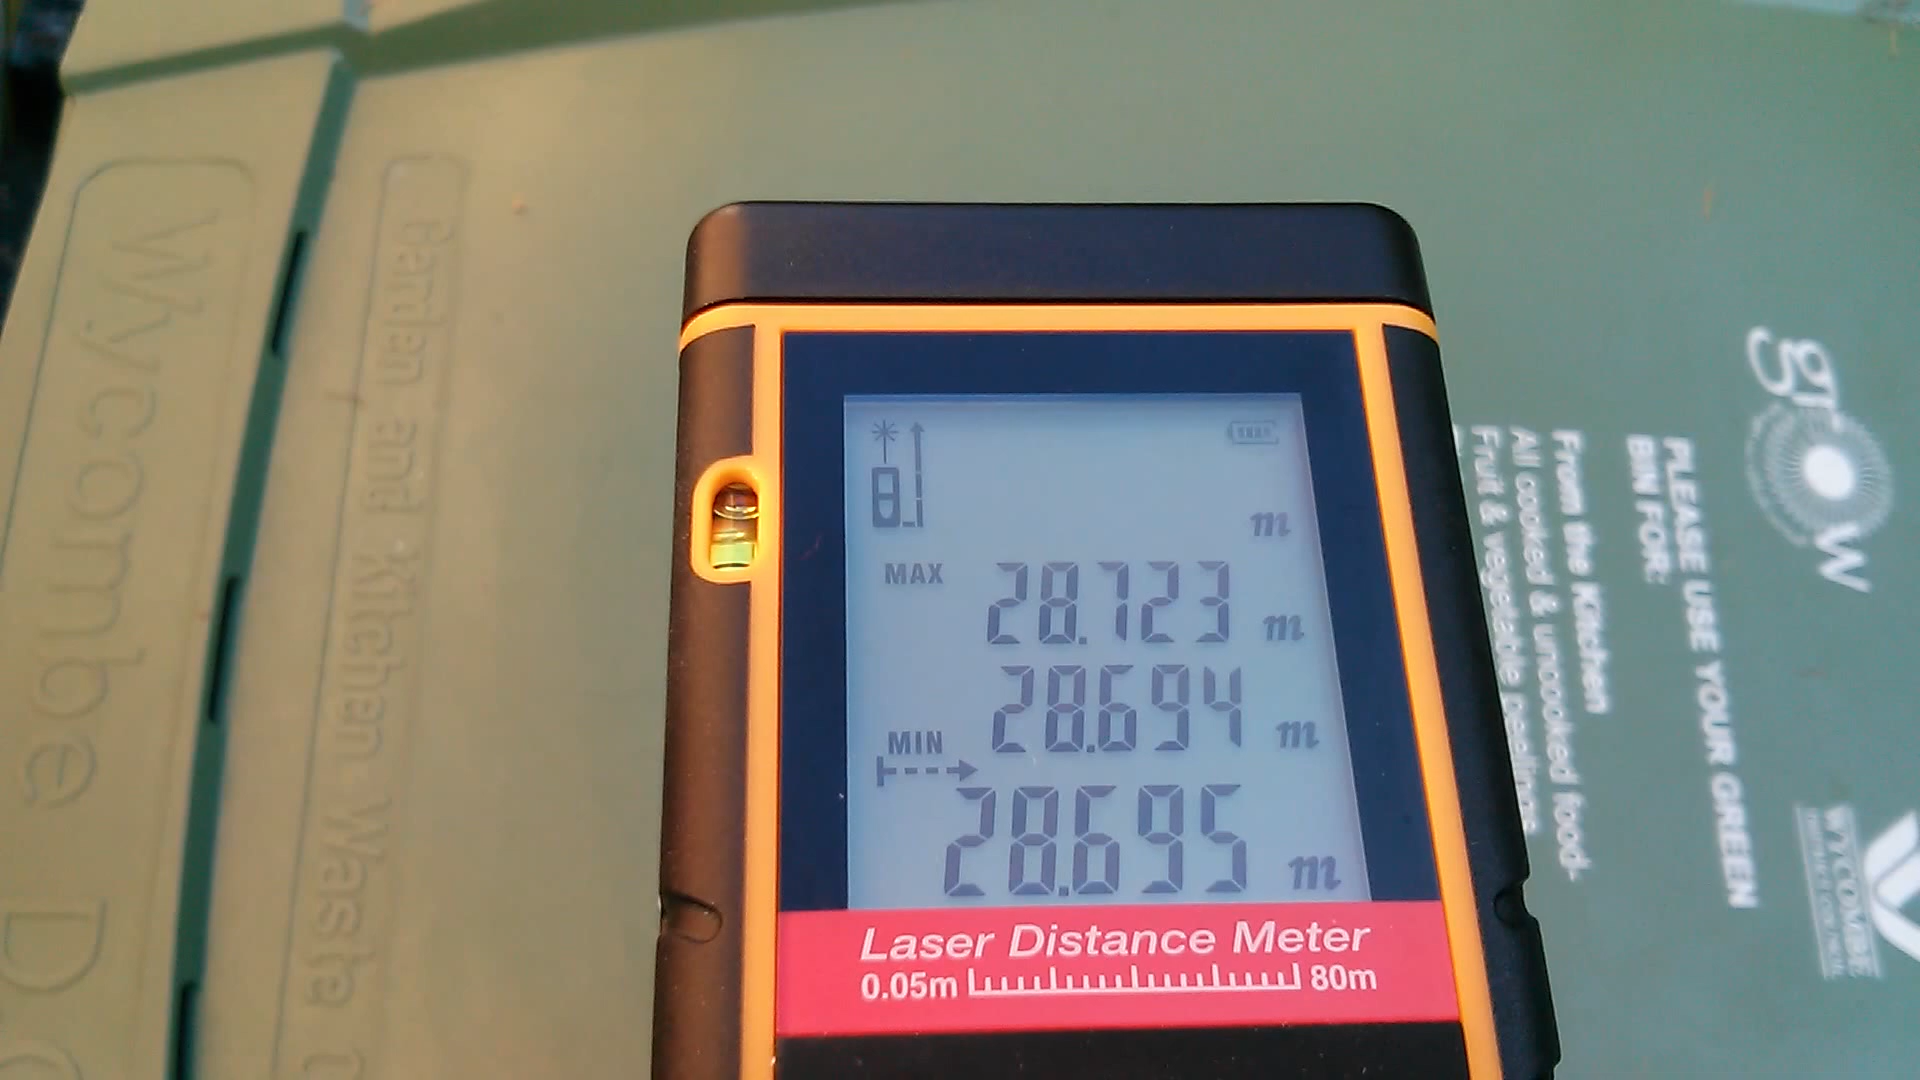 m
MAX 28.723 m
28.694 m
MIN
28.695 m
Laser Distance Meter
0.05m 80m
Wycombe D
Garden and Kitchen Waste
grow
PLEASE USE YOUR GREEN
BIN FOR:
From the Kitchen
All cooked & uncooked food.
Fruit & vegetable peelings
WYCOMBE